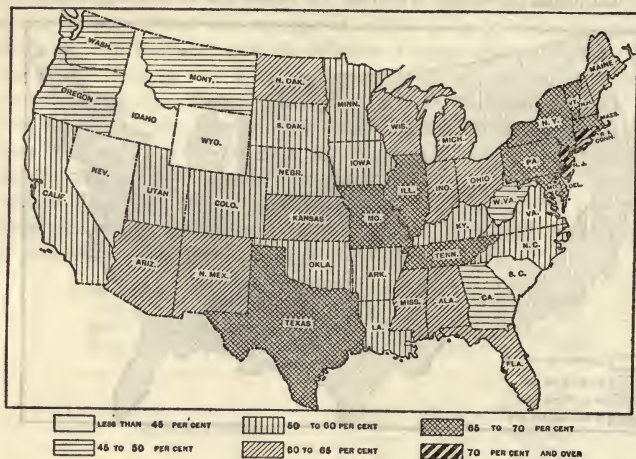 WASH.
MONT.
OREGON
IDAHO
WYO.
NEV.
UTAH
COLO.
CALIF.
ARIZ.
N. MEX.
N. DAK.
S. DAK.
NEBR.
KANSAS
OKLA.
TEXAS
MINN.
IOWA
MO.
ARK.
LA.
WIS.
ILL.
MICH.
IND.
OHIO
KY.
TENN.
MISS.
ALA.
GA.
FLA.
S. C.
N. C.
VA.
W. VA.
PA.
N. Y.
VT.
MAINE
MASS.
R. I.
CONN.
N. J.
DEL.
MD.
LESS THAN 45 PER CENT
50 TO 60 PER CENT
65 TO 70 PER CENT
45 TO 50 PER CENT
60 TO 65 PER CENT
70 PER CENT AND OVER